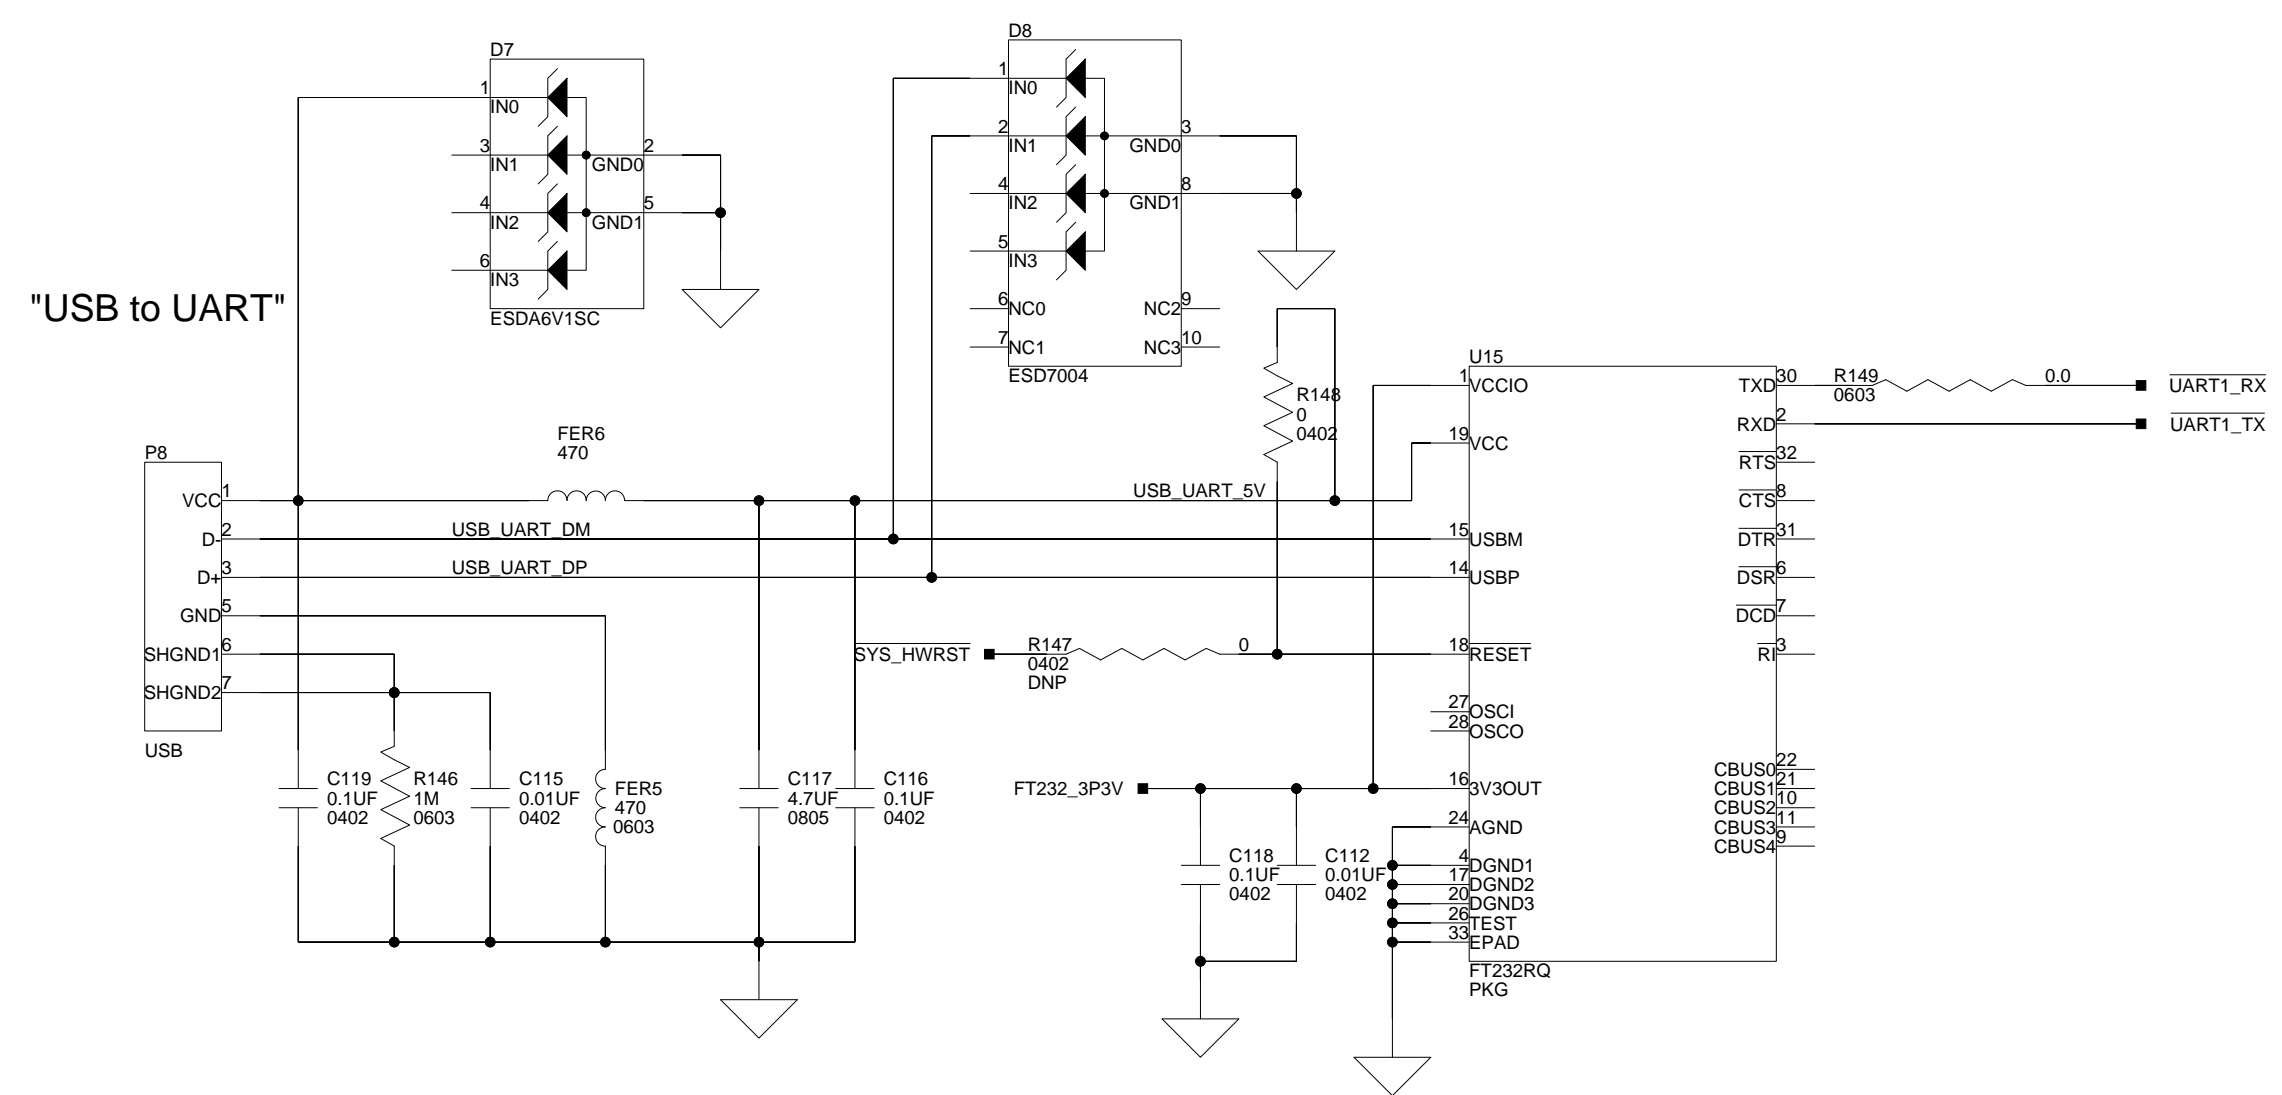 "USB to UART"
D7
1
IN0
3
IN1
4
IN2
6
IN3
2
GND0
5
GND1
ESDA6V1SC
D8
1
IN0
2
IN1
4
IN2
5
IN3
6
NC0
7
NC1
3
GND0
8
GND1
9
NC2
10
NC3
ESD7004
P8
VCC 1
D- 2
D+ 3
GND 5
SHGND1 6
SHGND2 7
USB
FER6
470
USB_UART_5V
USB_UART_DM
USB_UART_DP
R148
0
0402
SYS_HWRST
R147
0402
DNP
0
C119
0.1UF
0402
R146
1M
0603
C115
0.01UF
0402
FER5
470
0603
C117
4.7UF
0805
C116
0.1UF
0402
FT232_3P3V
C118
0.1UF
0402
C112
0.01UF
0402
U15
1 VCCIO
19 VCC
15 USBM
14 USBP
18 RESET
27 OSCI
28 OSCO
16 3V3OUT
24 AGND
4 DGND1
17 DGND2
20 DGND3
26 TEST
33 EPAD
TXD 30
RXD 2
RTS 32
CTS 8
DTR 31
DSR 6
DCD 7
RI 3
CBUS0 22
CBUS1 21
CBUS2 10
CBUS3 11
CBUS4 9
FT232RQ
PKG
R149
0603
0.0
UART1_RX
UART1_TX